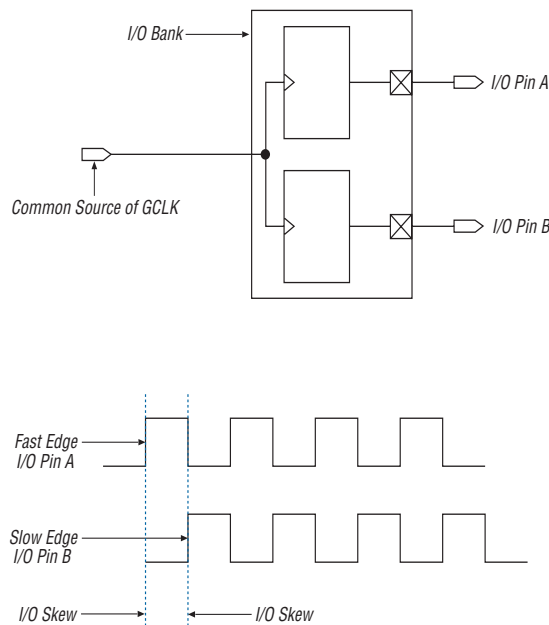 I/O Bank
I/O Pin A
Common Source of GCLK
I/O Pin B
Fast Edge
I/O Pin A
Slow Edge
I/O Pin B
I/O Skew
I/O Skew